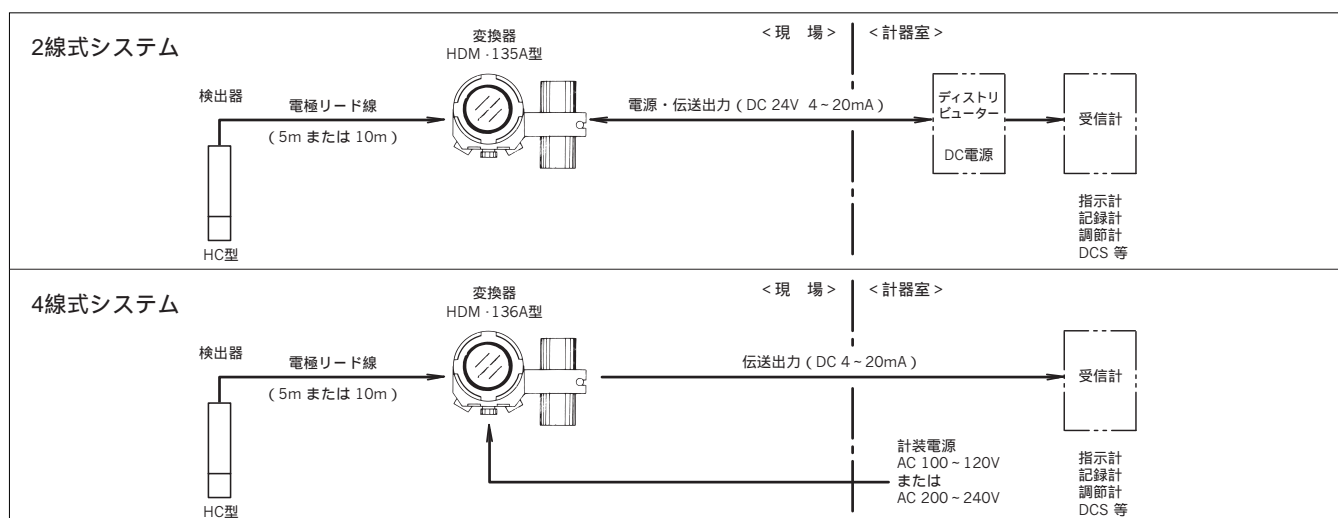 2線式システム
変換器
HDM・135A型
<現　場>
<計器室>
検出器
電極リード線
(5m または 10m)
電源・伝送出力(DC 24V 4~20mA)
ディストリ
ビューター
DC電源
受信計
HC型
指示計
記録計
調節計
DCS 等
4線式システム
変換器
HDM・136A型
<現　場>
<計器室>
検出器
電極リード線
(5m または 10m)
伝送出力(DC 4~20mA)
受信計
HC型
計装電源
AC 100~120V
または
AC 200~240V
指示計
記録計
調節計
DCS 等